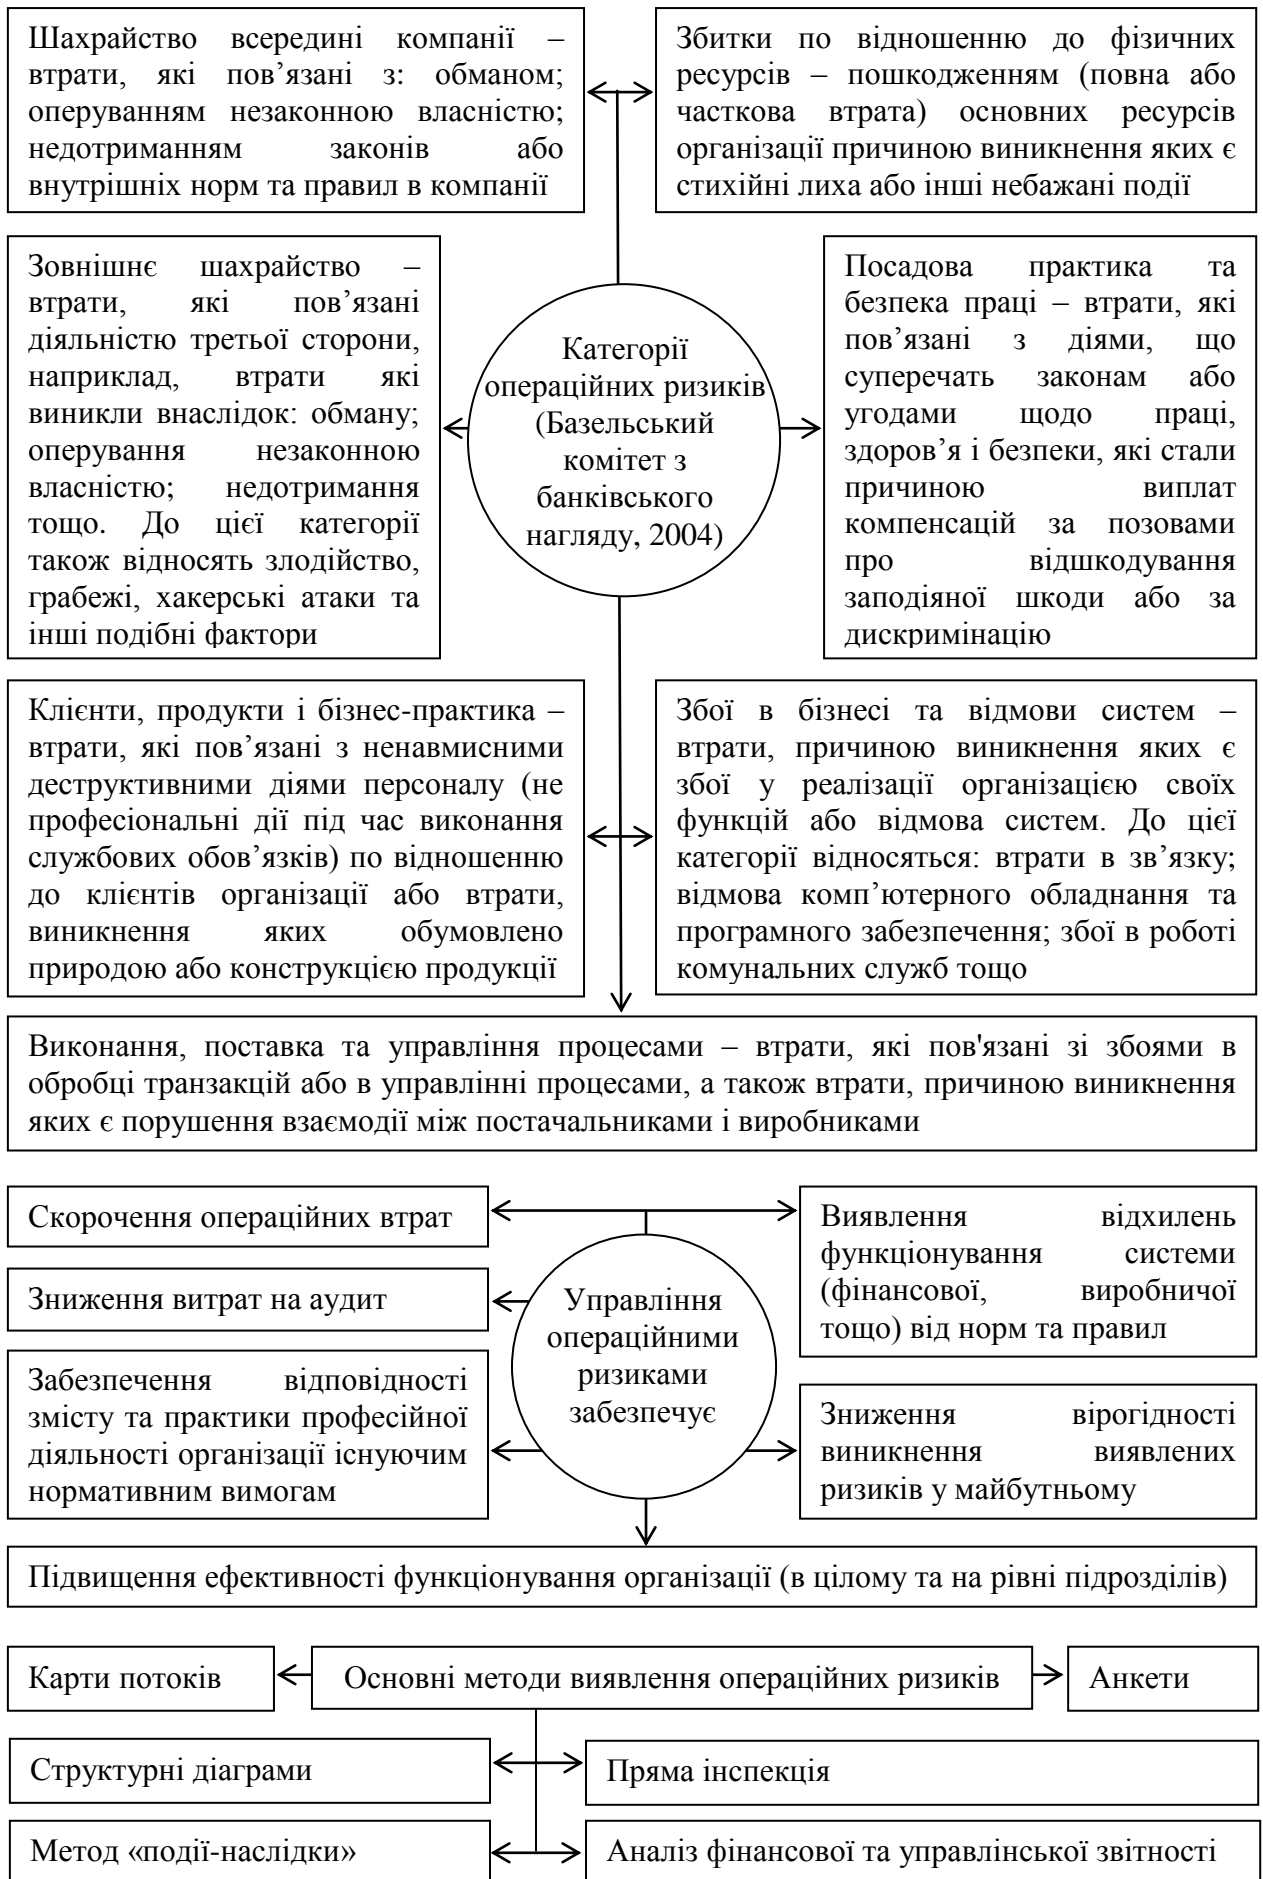 Шахрайство всередині компанії –
втрати, які пов’язані з: обманом;
оперуванням незаконною власністю;
недотриманням законів або
внутрішніх норм та правил в компанії
Збитки по відношенню до фізичних
ресурсів – пошкодженням (повна або
часткова втрата) основних ресурсів
організації причиною виникнення яких є
стихійні лиха або інші небажані події
Зовнішнє шахрайство –
втрати, які пов’язані
діяльністю третьої сторони,
наприклад, втрати які
виникли внаслідок: обману;
оперування незаконною
власністю; недотримання
тощо. До цієї категорії
також відносять злодійство,
грабежі, хакерські атаки та
інші подібні фактори
Категорії
операційних ризиків
(Базельський
комітет з
банківського
нагляду, 2004)
Посадова практика та
безпека праці – втрати, які
пов’язані з діями, що
суперечать законам або
угодами щодо праці,
здоров’я і безпеки, які стали
причиною виплат
компенсацій за позовами
про відшкодування
заподіяної шкоди або за
дискримінацію
Клієнти, продукти і бізнес-практика –
втрати, які пов’язані з ненавмисними
деструктивними діями персоналу (не
професіональні дії під час виконання
службових обов’язків) по відношенню
до клієнтів організації або втрати,
виникнення яких обумовлено
природою або конструкцією продукції
Збої в бізнесі та відмови систем –
втрати, причиною виникнення яких є
збої у реалізації організацією своїх
функцій або відмова систем. До цієї
категорії відносяться: втрати в зв’язку;
відмова комп’ютерного обладнання та
програмного забезпечення; збої в роботі
комунальних служб тощо
Виконання, поставка та управління процесами – втрати, які пов'язані зі збоями в
обробці транзакцій або в управлінні процесами, а також втрати, причиною виникнення
яких є порушення взаємодії між постачальниками і виробниками
Скорочення операційних втрат
Зниження витрат на аудит
Забезпечення відповідності
змісту та практики професійної
діяльності організації існуючим
нормативним вимогам
Управління
операційними
ризиками
забезпечує
Виявлення відхилень
функціонування системи
(фінансової, виробничої
тощо) від норм та правил
Зниження вірогідності
виникнення виявлених
ризиків у майбутньому
Підвищення ефективності функціонування організації (в цілому та на рівні підрозділів)
Карти потоків
Основні методи виявлення операційних ризиків
Анкети
Структурні діаграми
Пряма інспекція
Метод «події-наслідки»
Аналіз фінансової та управлінської звітності